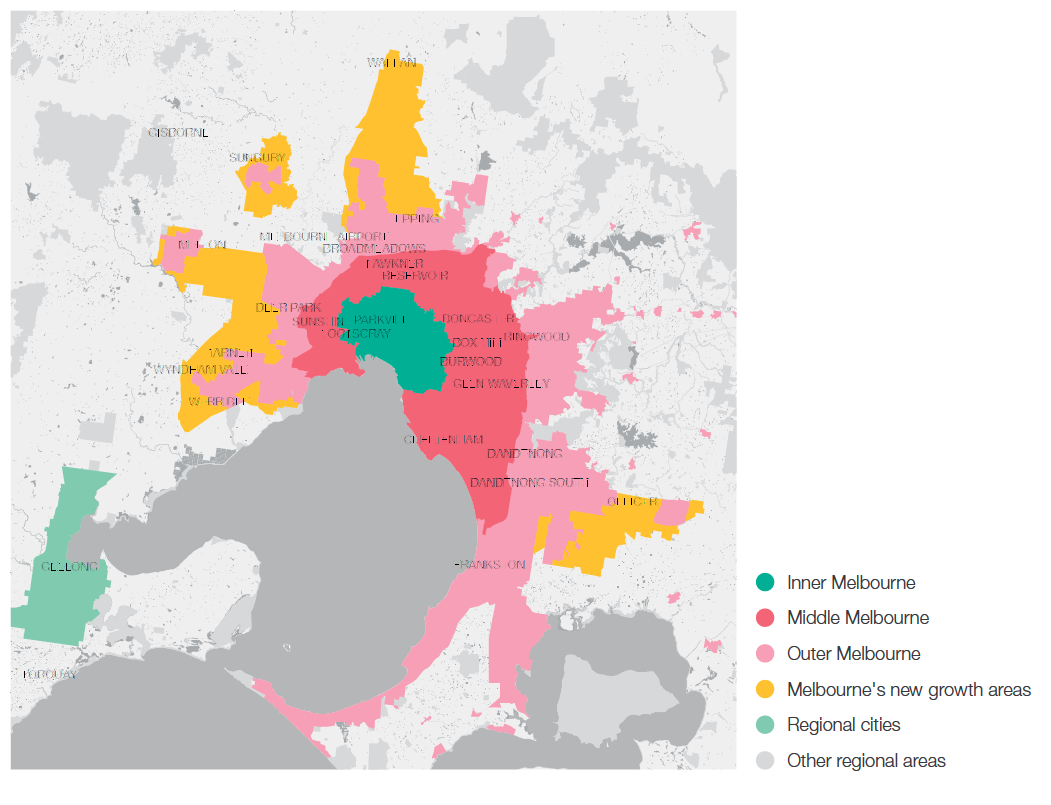 WALLAN
GISBORNE
SUNBURY
EPPING
MELBOURNE AIRPORT
MELTON
BROADMEADOWS
FAWKNER
RESERVOIR
DEER PARK
SUNSHINE
PARKVILLE
DONCASTER
FOOTSCRAY
RINGWOOD
BOX HILL
TARNEIT
BURWOOD
WYNDHAM VALE
GLEN WAVERLEY
WERRIBEE
CHELTENHAM
DANDENONG
DANDENONG SOUTH
OFFICER
GEELONG
FRANKSTON
TORQUAY
Inner Melbourne
Middle Melbourne
Outer Melbourne
Melbourne's new growth areas
Regional cities
Other regional areas